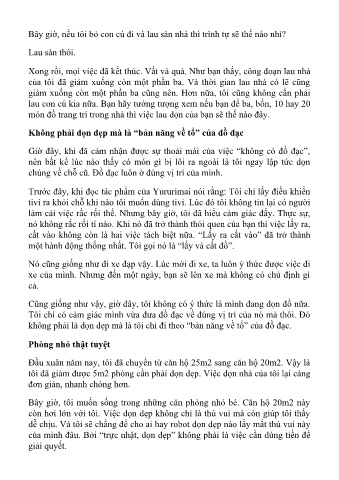 Bây giờ, nếu tôi bỏ con cú đi và lau sàn nhà thì trình tự sẽ thế nào nhỉ?
Lau sàn thôi.
Xong rồi, mọi việc đã kết thúc. Vất vả quá. Như bạn thấy, công đoạn lau nhà
của tôi đã giảm xuống còn một phần ba. Và thời gian lau nhà có lẽ cũng
giảm xuống còn một phần ba cũng nên. Hơn nữa, tôi cũng không cần phải
lau con cú kia nữa. Bạn hãy tưởng tượng xem nếu bạn để ba, bốn, 10 hay 20
món đồ trang trí trong nhà thì việc lau dọn của bạn sẽ thế nào đây.
Không phải dọn dẹp mà là “bản năng về tổ” của đồ đạc
Giờ đây, khi đã cảm nhận được sự thoải mái của việc “không có đồ đạc”,
nên bất kể lúc nào thấy có món gì bị lôi ra ngoài là tôi ngay lập tức dọn
chúng về chỗ cũ. Đồ đạc luôn ở đúng vị trí của mình.
Trước đây, khi đọc tác phẩm của Yururimai nói rằng: Tôi chỉ lấy điều khiển
tivi ra khỏi chỗ khi nào tôi muốn dùng tivi. Lúc đó tôi không tin lại có người
làm cái việc rắc rối thế. Nhưng bây giờ, tôi đã hiểu cảm giác đấy. Thực sự,
nó không rắc rối tí nào. Khi nó đã trở thành thói quen của bạn thì việc lấy ra,
cất vào không còn là hai việc tách biệt nữa. “Lấy ra cất vào” đã trở thành
một hành động thống nhất. Tôi gọi nó là “lấy và cất đồ”.
Nó cũng giống như đi xe đạp vậy. Lúc mới đi xe, ta luôn ý thức được việc đi
xe của mình. Nhưng đến một ngày, bạn sẽ lên xe mà không có chủ định gì
cả.
Cũng giống như vậy, giờ đây, tôi không có ý thức là mình đang dọn đồ nữa.
Tôi chỉ có cảm giác mình vừa đưa đồ đạc về đúng vị trí của nó mà thôi. Đó
không phải là dọn dẹp mà là tôi chỉ đi theo “bản năng về tổ” của đồ đạc.
Phòng nhỏ thật tuyệt
Đầu xuân năm nay, tôi đã chuyển từ căn hộ 25m2 sang căn hộ 20m2. Vậy là
tôi đã giảm được 5m2 phòng cần phải dọn dẹp. Việc dọn nhà của tôi lại càng
đơn giản, nhanh chóng hơn.
Bây giờ, tôi muốn sống trong những căn phòng nhỏ bé. Căn hộ 20m2 này
còn hơi lớn với tôi. Việc dọn dẹp không chỉ là thú vui mà còn giúp tôi thấy
dễ chịu. Và tôi sẽ chẳng để cho ai hay robot dọn dẹp nào lấy mất thú vui này
của mình đâu. Bởi “trực nhật, dọn dẹp” không phải là việc cần dùng tiền để
giải quyết.